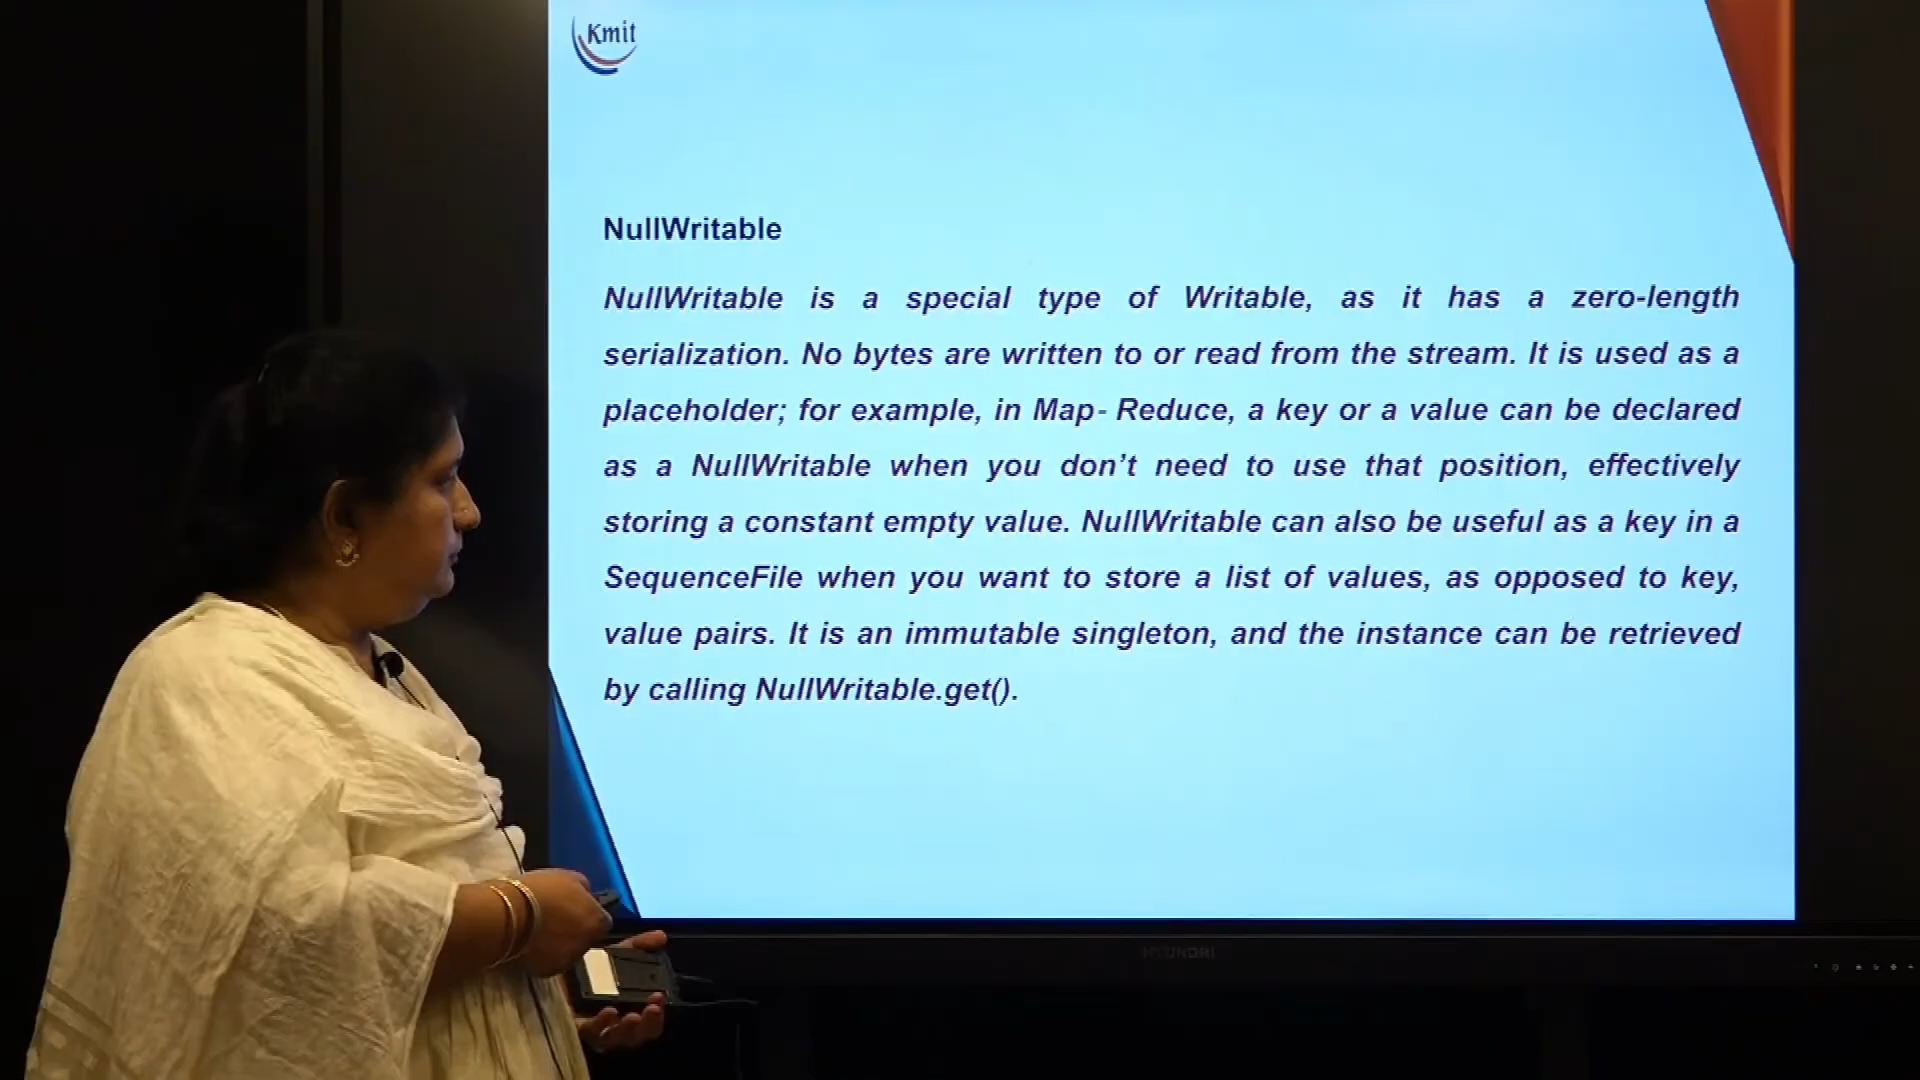 Kmit
NullWritable
NullWritable is a special type of Writable, as it has a zero-length
serialization. No bytes are written to or read from the stream. It is used as a
placeholder; for example, in Map- Reduce, a key or a value can be declared
as a NullWritable when you don’t need to use that position, effectively
storing a constant empty value. NullWritable can also be useful as a key in a
SequenceFile when you want to store a list of values, as opposed to key,
value pairs. It is an immutable singleton, and the instance can be retrieved
by calling NullWritable.get().
HYUNDAI